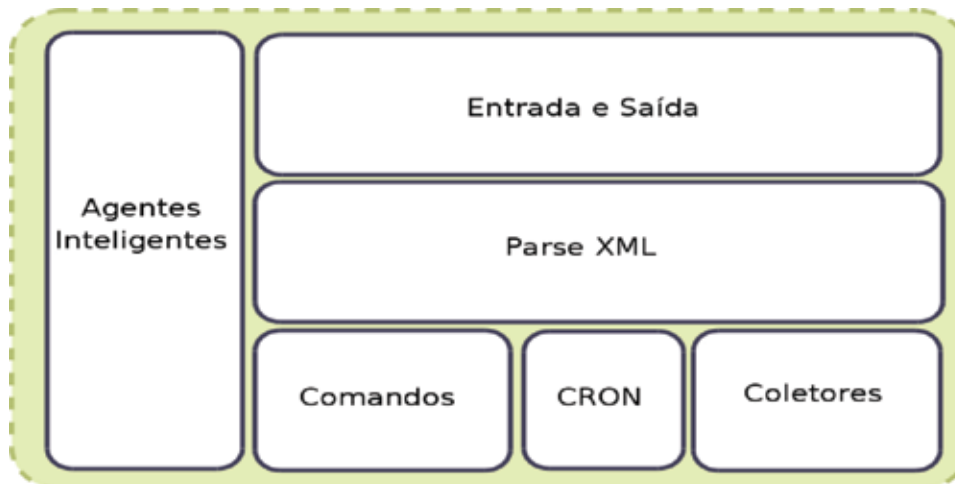 Agentes
Inteligentes
Entrada e Saída
Parse XML
Comandos
CRON
Coletores